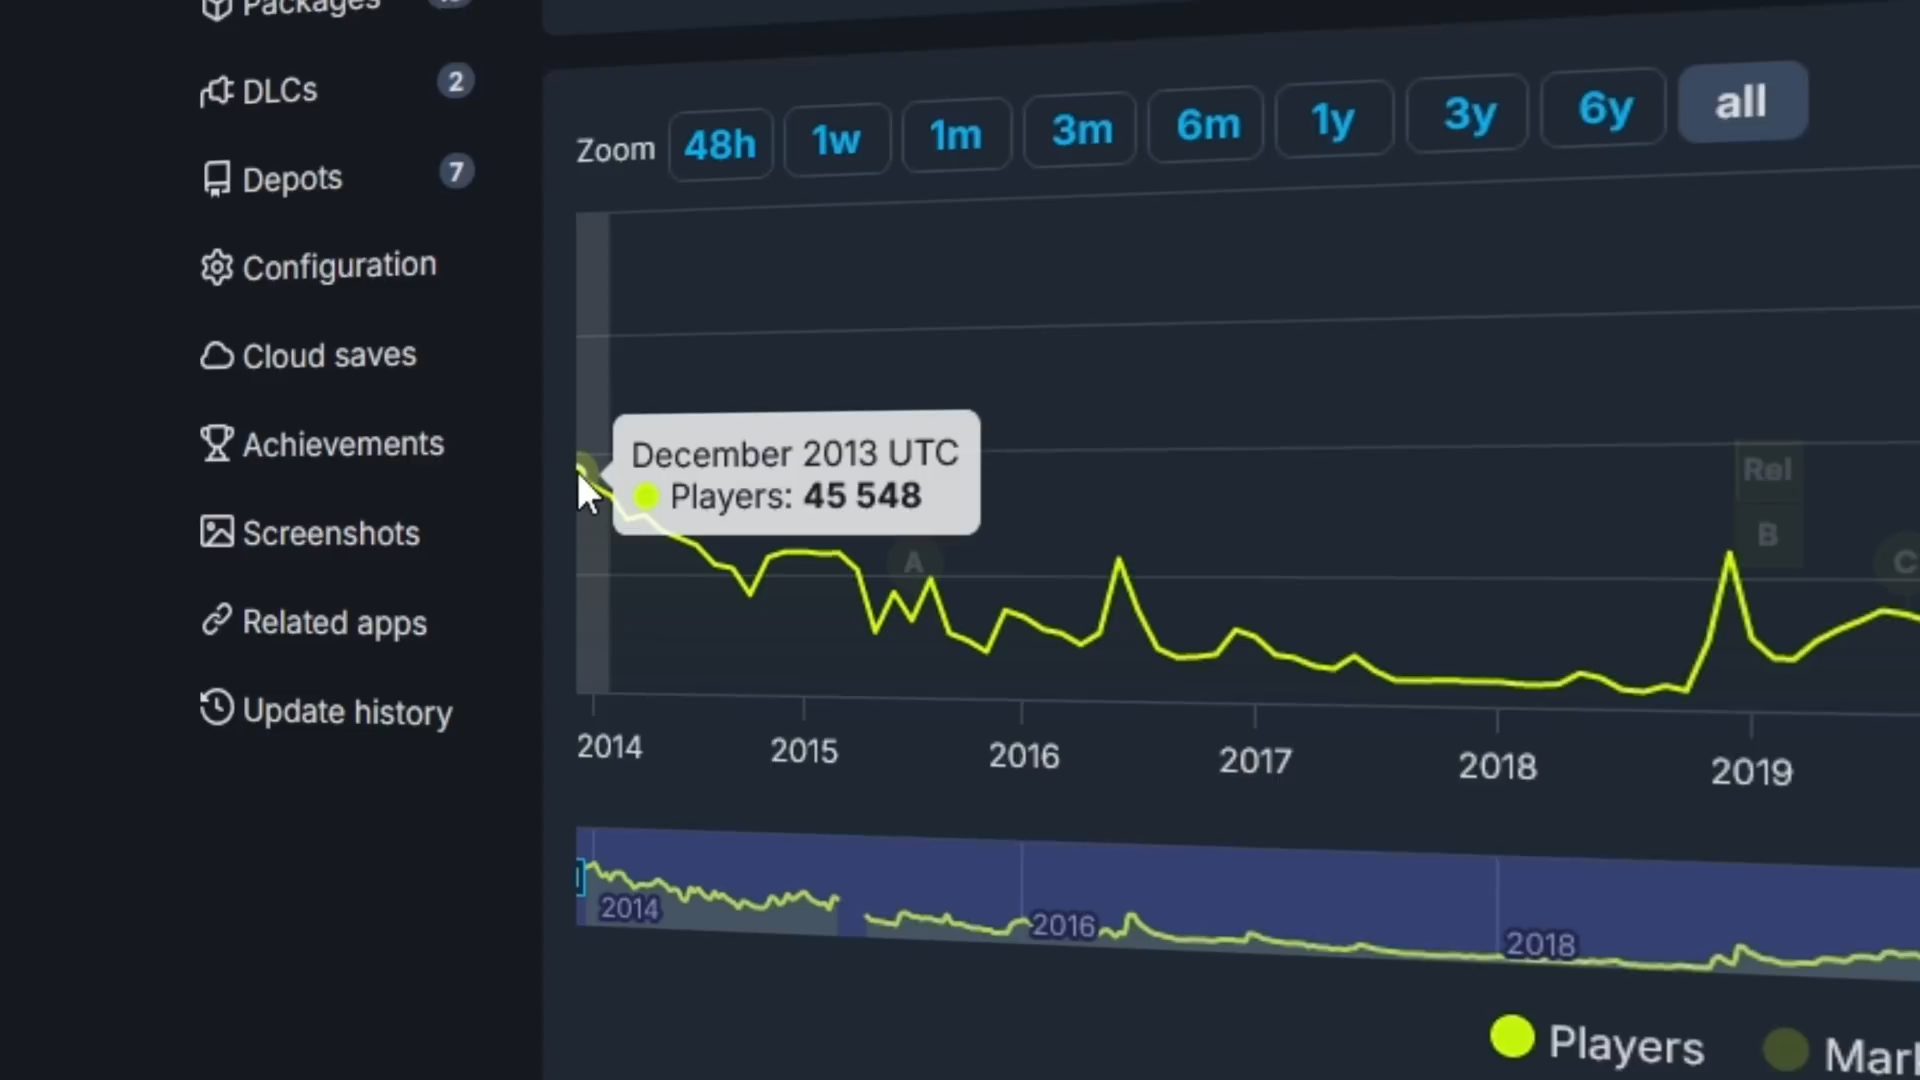 Packages
DLCs 2
Depots 7
Configuration
Cloud saves
Achievements
Screenshots
Related apps
Update history
Zoom 48h 1w 1m 3m 6m 1y 3y 6y all
December 2013 UTC
Players: 45 548
A
Rel
B
C
2014 2015 2016 2017 2018 2019
2014 2016 2018
Players